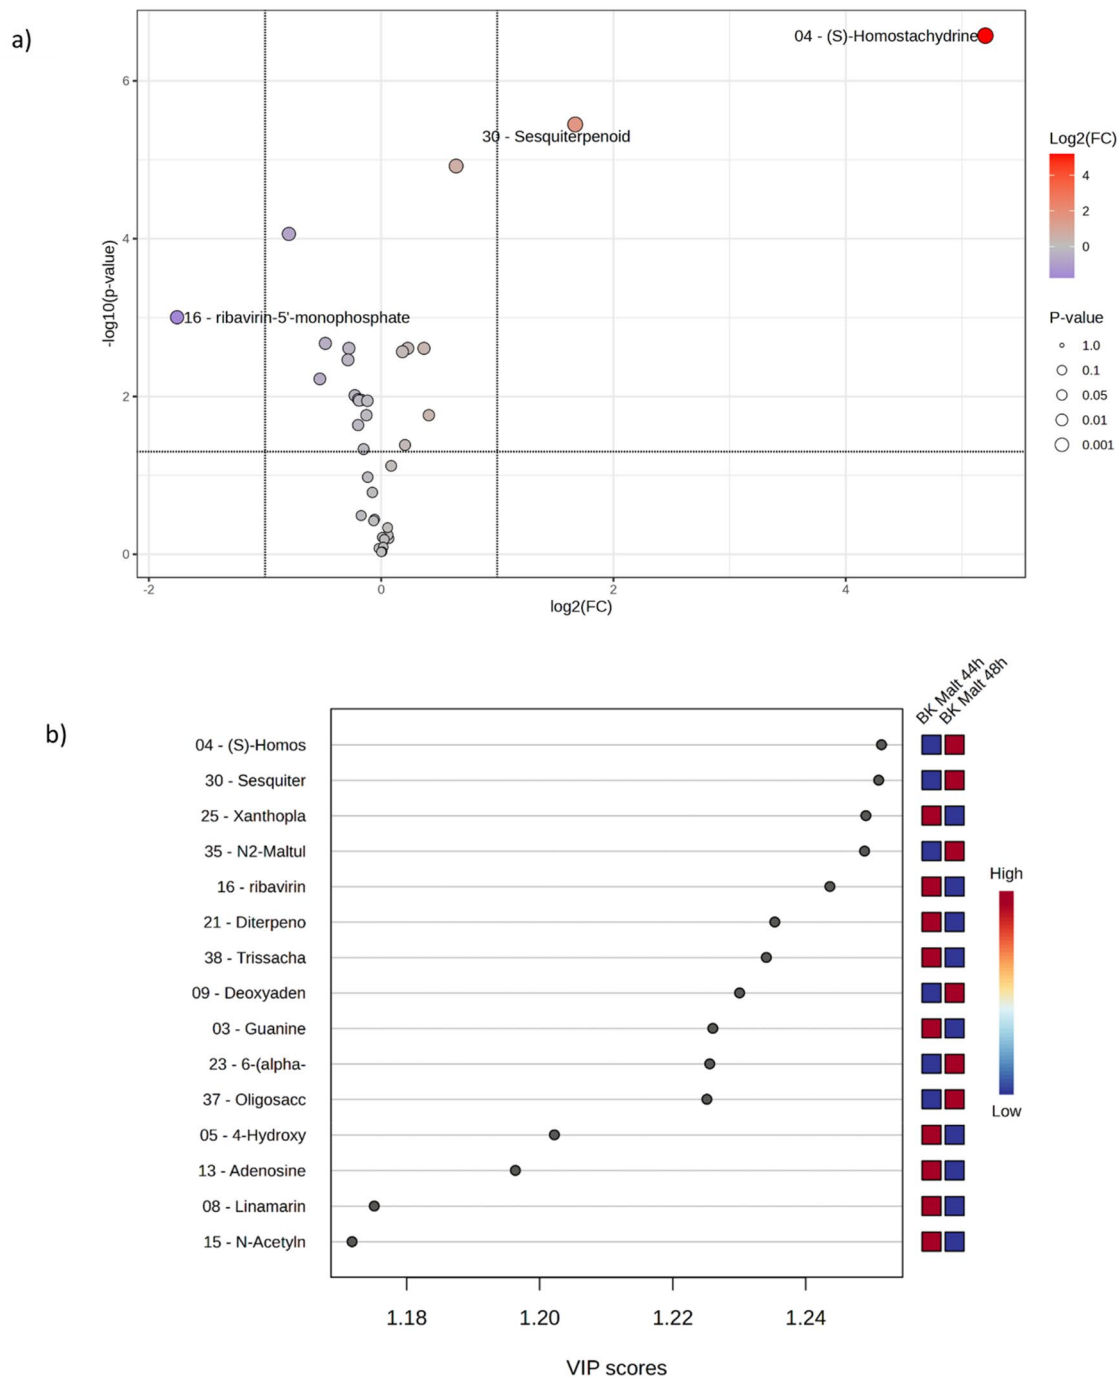 a)
04 - (S)-Homostachydrine
30 - Sesquiterpenoid
16 - ribavirin-5'-monophosphate
-log10(p-value)
6
4
2
0
-2
0
2
4
log2(FC)
Log2(FC)
4
2
0
P-value
1.0
0.1
0.05
0.01
0.001
b)
BK Malt 44h
BK Malt 48h
04 - (S)-Homos
30 - Sesquiter
25 - Xanthopla
35 - N2-Maltul
16 - ribavirin
21 - Diterpeno
38 - Trissacha
09 - Deoxyaden
03 - Guanine
23 - 6-(alpha-
37 - Oligosacc
05 - 4-Hydroxy
13 - Adenosine
08 - Linamarin
15 - N-Acetyln
High
Low
1.18
1.20
1.22
1.24
VIP scores